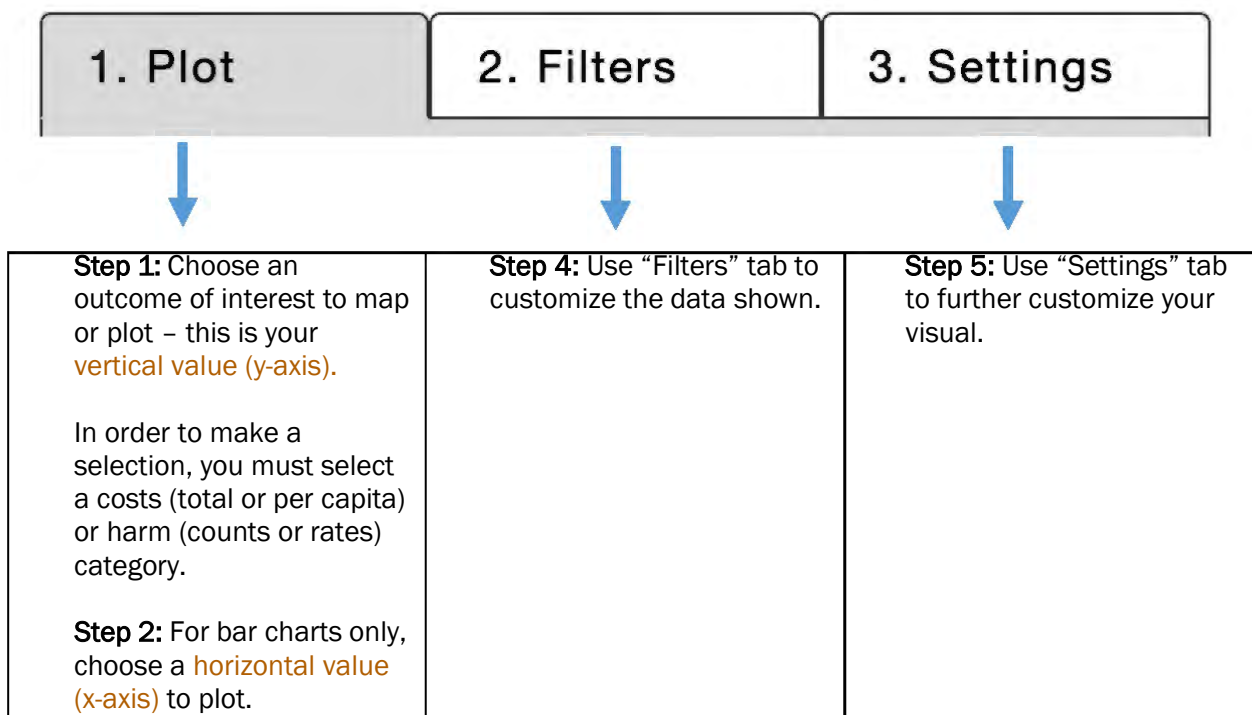 1. Plot
2. Filters
3. Settings
Step 1: Choose an
outcome of interest to map
or plot – this is your
vertical value (y-axis).
In order to make a
selection, you must select
a costs (total or per capita)
or harm (counts or rates)
category.
Step 2: For bar charts only,
choose a horizontal value
(x-axis) to plot.
Step 4: Use “Filters” tab to
customize the data shown.
Step 5: Use “Settings” tab
to further customize your
visual.